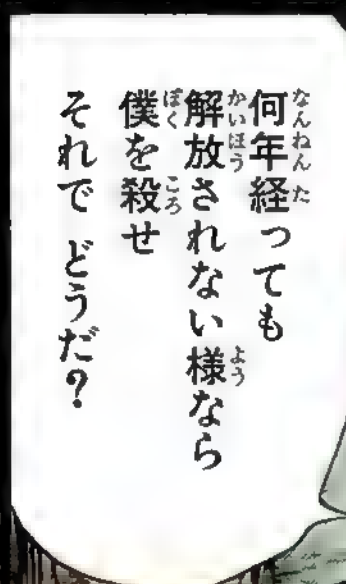 何年経っても
解放されない様なら
僕を殺せ
それで どうだ?